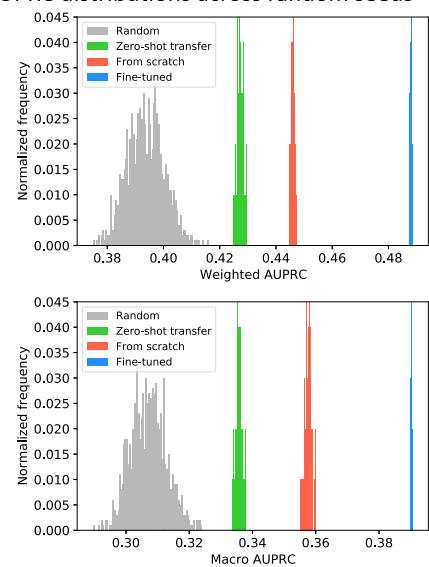 0.045
0.040
0.035
0.030
0.025
0.020
0.015
0.010
0.005
0.000
Normalized frequency
Random
Zero-shot transfer
From scratch
Fine-tuned
0.38 0.40 0.42 0.44 0.46 0.48
Weighted AUPRC
0.045
0.040
0.035
0.030
0.025
0.020
0.015
0.010
0.005
0.000
Normalized frequency
Random
Zero-shot transfer
From scratch
Fine-tuned
0.30 0.32 0.34 0.36 0.38
Macro AUPRC